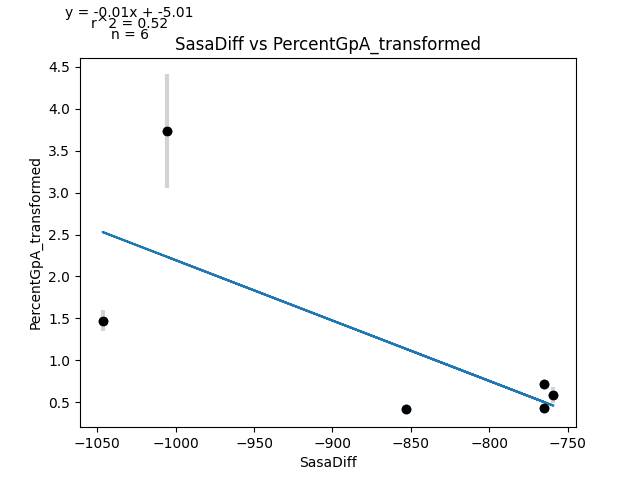 y = -0.01x + -5.01
r^2 = 0.52
n = 6
SasaDiff vs PercentGpA_transformed
PercentGpA_transformed
4.5
4.0
3.5
3.0
2.5
2.0
1.5
1.0
0.5
−1050 −1000 −950 −900 −850 −800 −750
SasaDiff